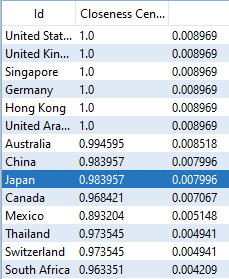 Id Closeness Cen...
United Stat... 1.0 0.008969
United Kin... 1.0 0.008969
Singapore 1.0 0.008969
Germany 1.0 0.008969
Hong Kong 1.0 0.008969
United Ara... 1.0 0.008969
Australia 0.994595 0.008518
China 0.983957 0.007996
Japan 0.983957 0.007996
Canada 0.968421 0.007067
Mexico 0.893204 0.005148
Thailand 0.973545 0.004941
Switzerland 0.973545 0.004941
South Africa 0.963351 0.004209